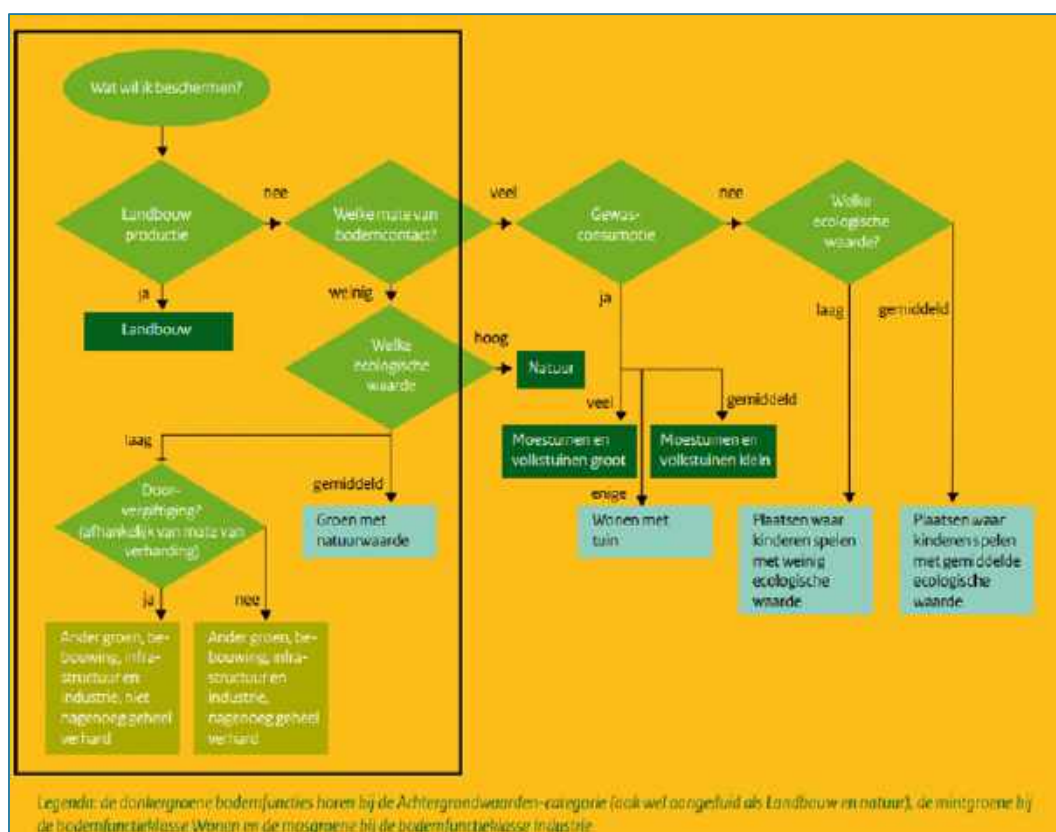 Wat wil ik beschermen?
Landbouw
productie
nee
Welke mate van
bodemcontact?
veel
Gewas-
consumptie
nee
Welke
ecologische
waarde?
ja
Landbouw
weinig
Welke
ecologische
waarde
hoog
Natuur
ja
veel
gemiddeld
Moestuinen en
volkstuinen groot
Moestuinen en
volkstuinen klein
enige
Wonen met
tuin
laag
gemiddeld
Plaatsen waar
kinderen spelen
met weinig
ecologische
waarde
Plaatsen waar
kinderen spelen
met gemiddelde
ecologische
waarde
laag
gemiddeld
Groen met
natuurwaarde
Door-
vergiftiging?
(afhankelijk van mate van
verharding)
ja
nee
Ander groen, be-
bouwing, infra-
structuur en
industrie, niet
nagenoeg geheel
verhard
Ander groen, be-
bouwing, infra-
structuur en
industrie,
nagenoeg geheel
verhard
Legenda: de donkergroene bodemfuncties horen bij de Achtergrondwaarden-categorie (ook wel aangeduid als Landbouw en natuur), de mintgroene bij
de bodemfunctieklasse Wonen en de mosgroene bij de bodemfunctieklasse Industrie.